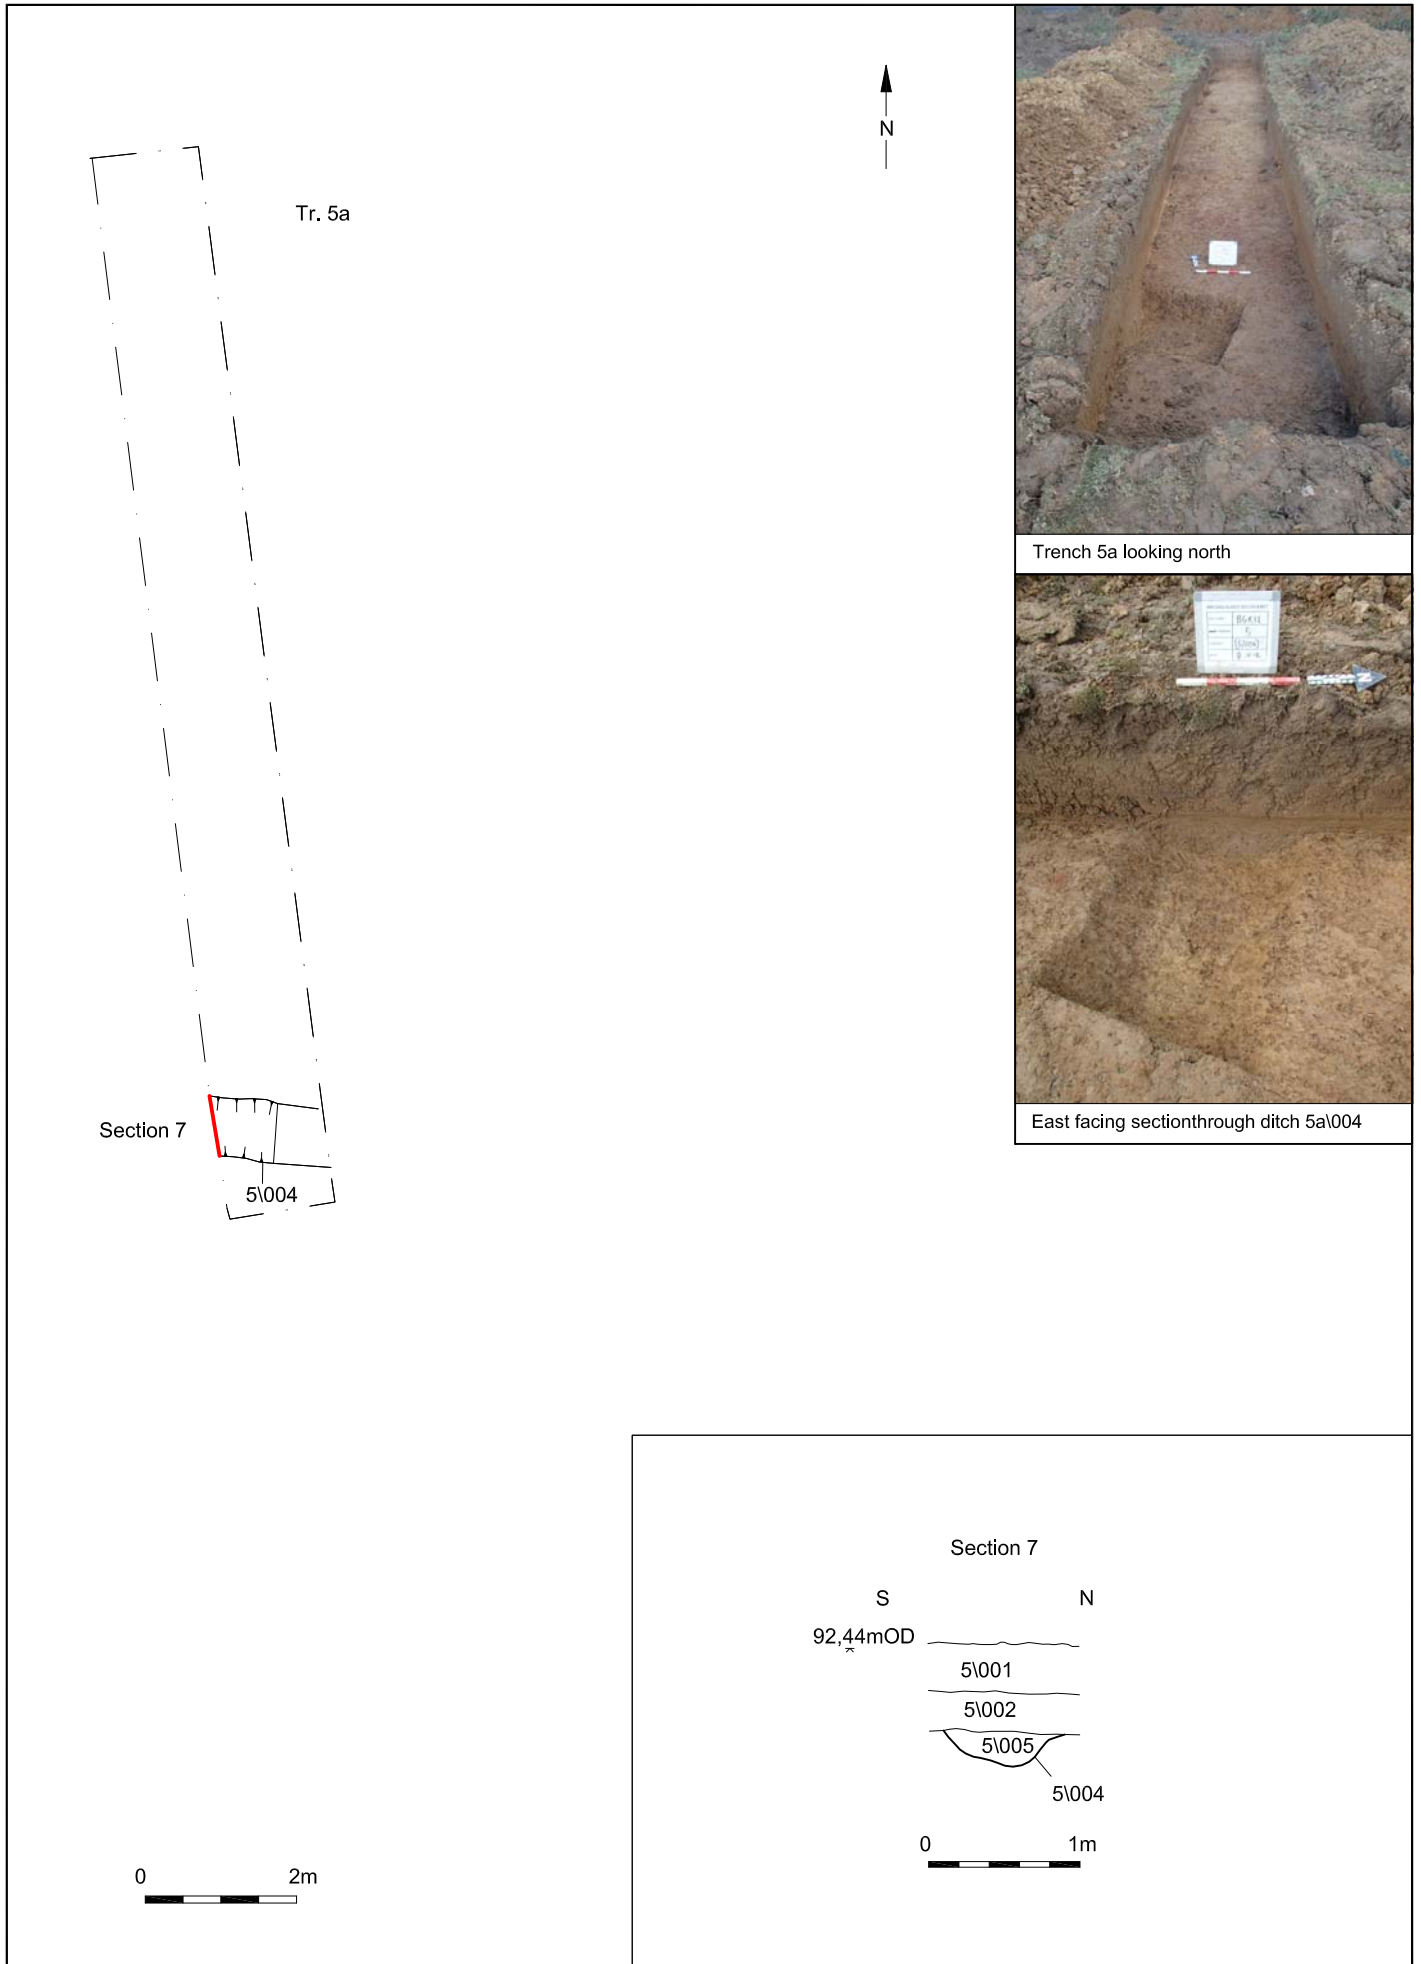 N
Tr. 5a
Trench 5a looking north
N
East facing sectionthrough ditch 5a\004
Section 7
5\004
Section 7
S N
92,44mOD
5\001
5\002
5\005
5\004
0 1m
0 2m